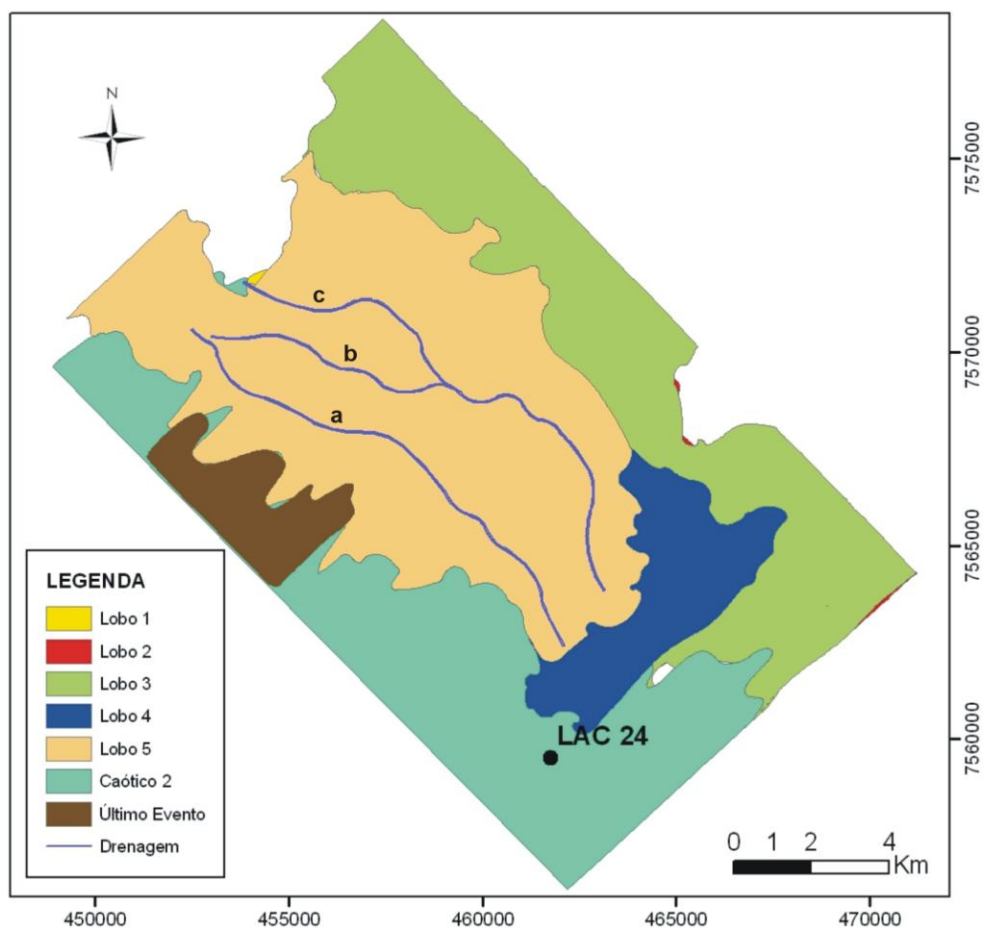 N
c
b
a
LAC 24
7575000
7570000
7565000
7560000
LEGENDA
Lobo 1
Lobo 2
Lobo 3
Lobo 4
Lobo 5
Caótico 2
Último Evento
Drenagem
0 1 2 4
Km
450000 455000 460000 465000 470000